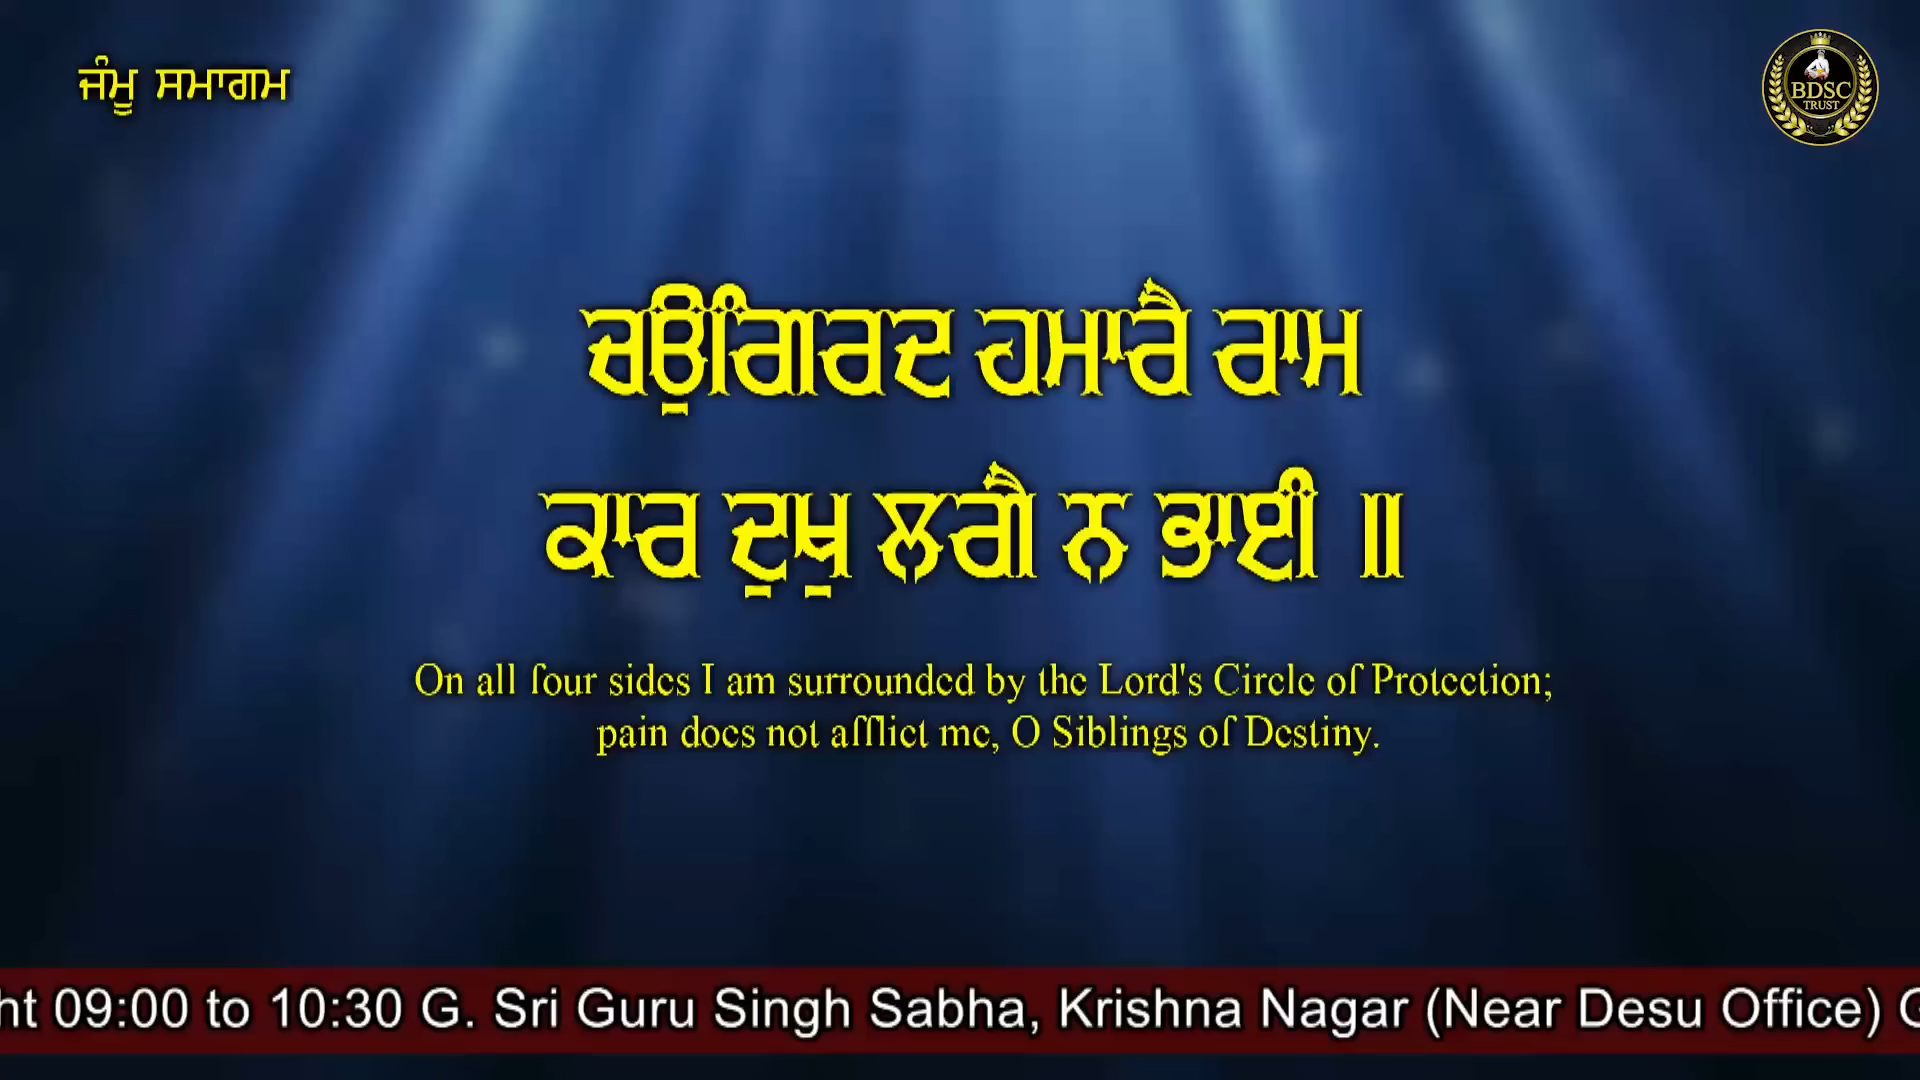 ਜੰਮੂ ਸਮਾਗਮ
BDSC
TRUST
ਚਉਗਿਰਦ ਹਮਾਰੈ ਰਾਮ
ਕਾਰ ਦੁਖੁ ਲਗੈ ਨ ਭਾਈ ॥
On all four sides I am surrounded by the Lord's Circle of Protection;
pain does not afflict me, O Siblings of Destiny.
ht 09:00 to 10:30 G. Sri Guru Singh Sabha, Krishna Nagar (Near Desu Office) G